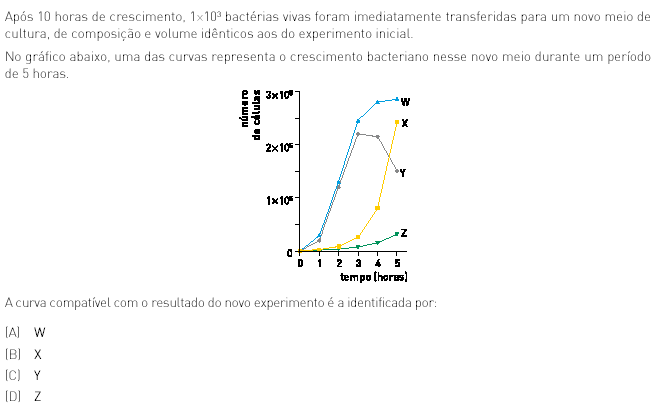 Após 10 horas de crescimento, 1×10³ bactérias vivas foram imediatamente transferidas para um novo meio de
cultura, de composição e volume idênticos aos do experimento inicial.
No gráfico abaixo, uma das curvas representa o crescimento bacteriano nesse novo meio durante um período
de 5 horas.
número
de células
3×10⁶
2×10⁶
1×10⁶
0
W
X
Y
Z
0 1 2 3 4 5
tempo (horas)
A curva compatível com o resultado do novo experimento é a identificada por:
(A) W
(B) X
(C) Y
(D) Z